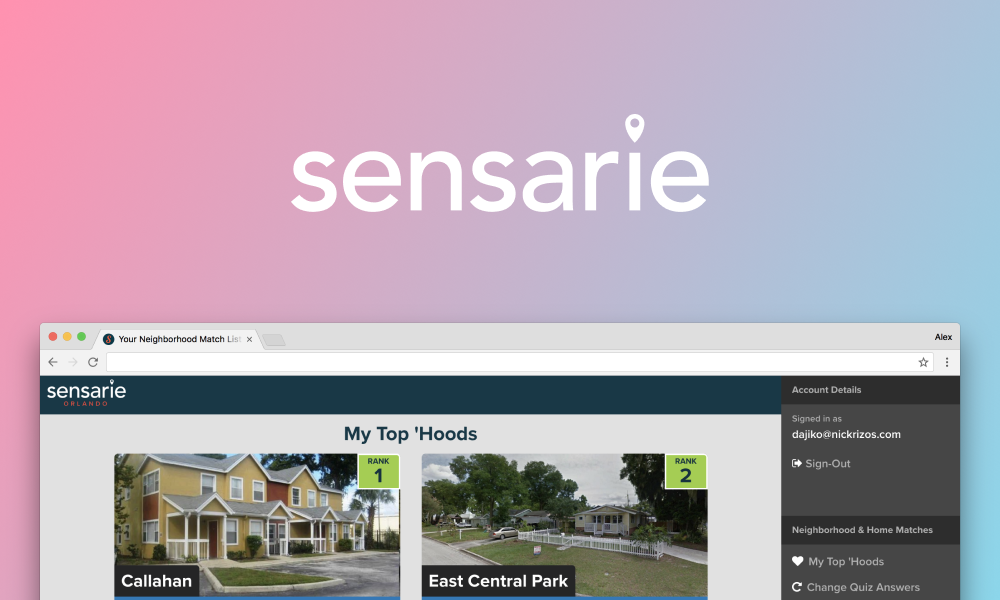 sensarie
Your Neighborhood Match List
Alex
sensarie
ORLANDO
My Top 'Hoods
RANK
1
Callahan
RANK
2
East Central Park
Account Details
Signed in as
dajiko@nickrizos.com
Sign-Out
Neighborhood & Home Matches
My Top 'Hoods
Change Quiz Answers